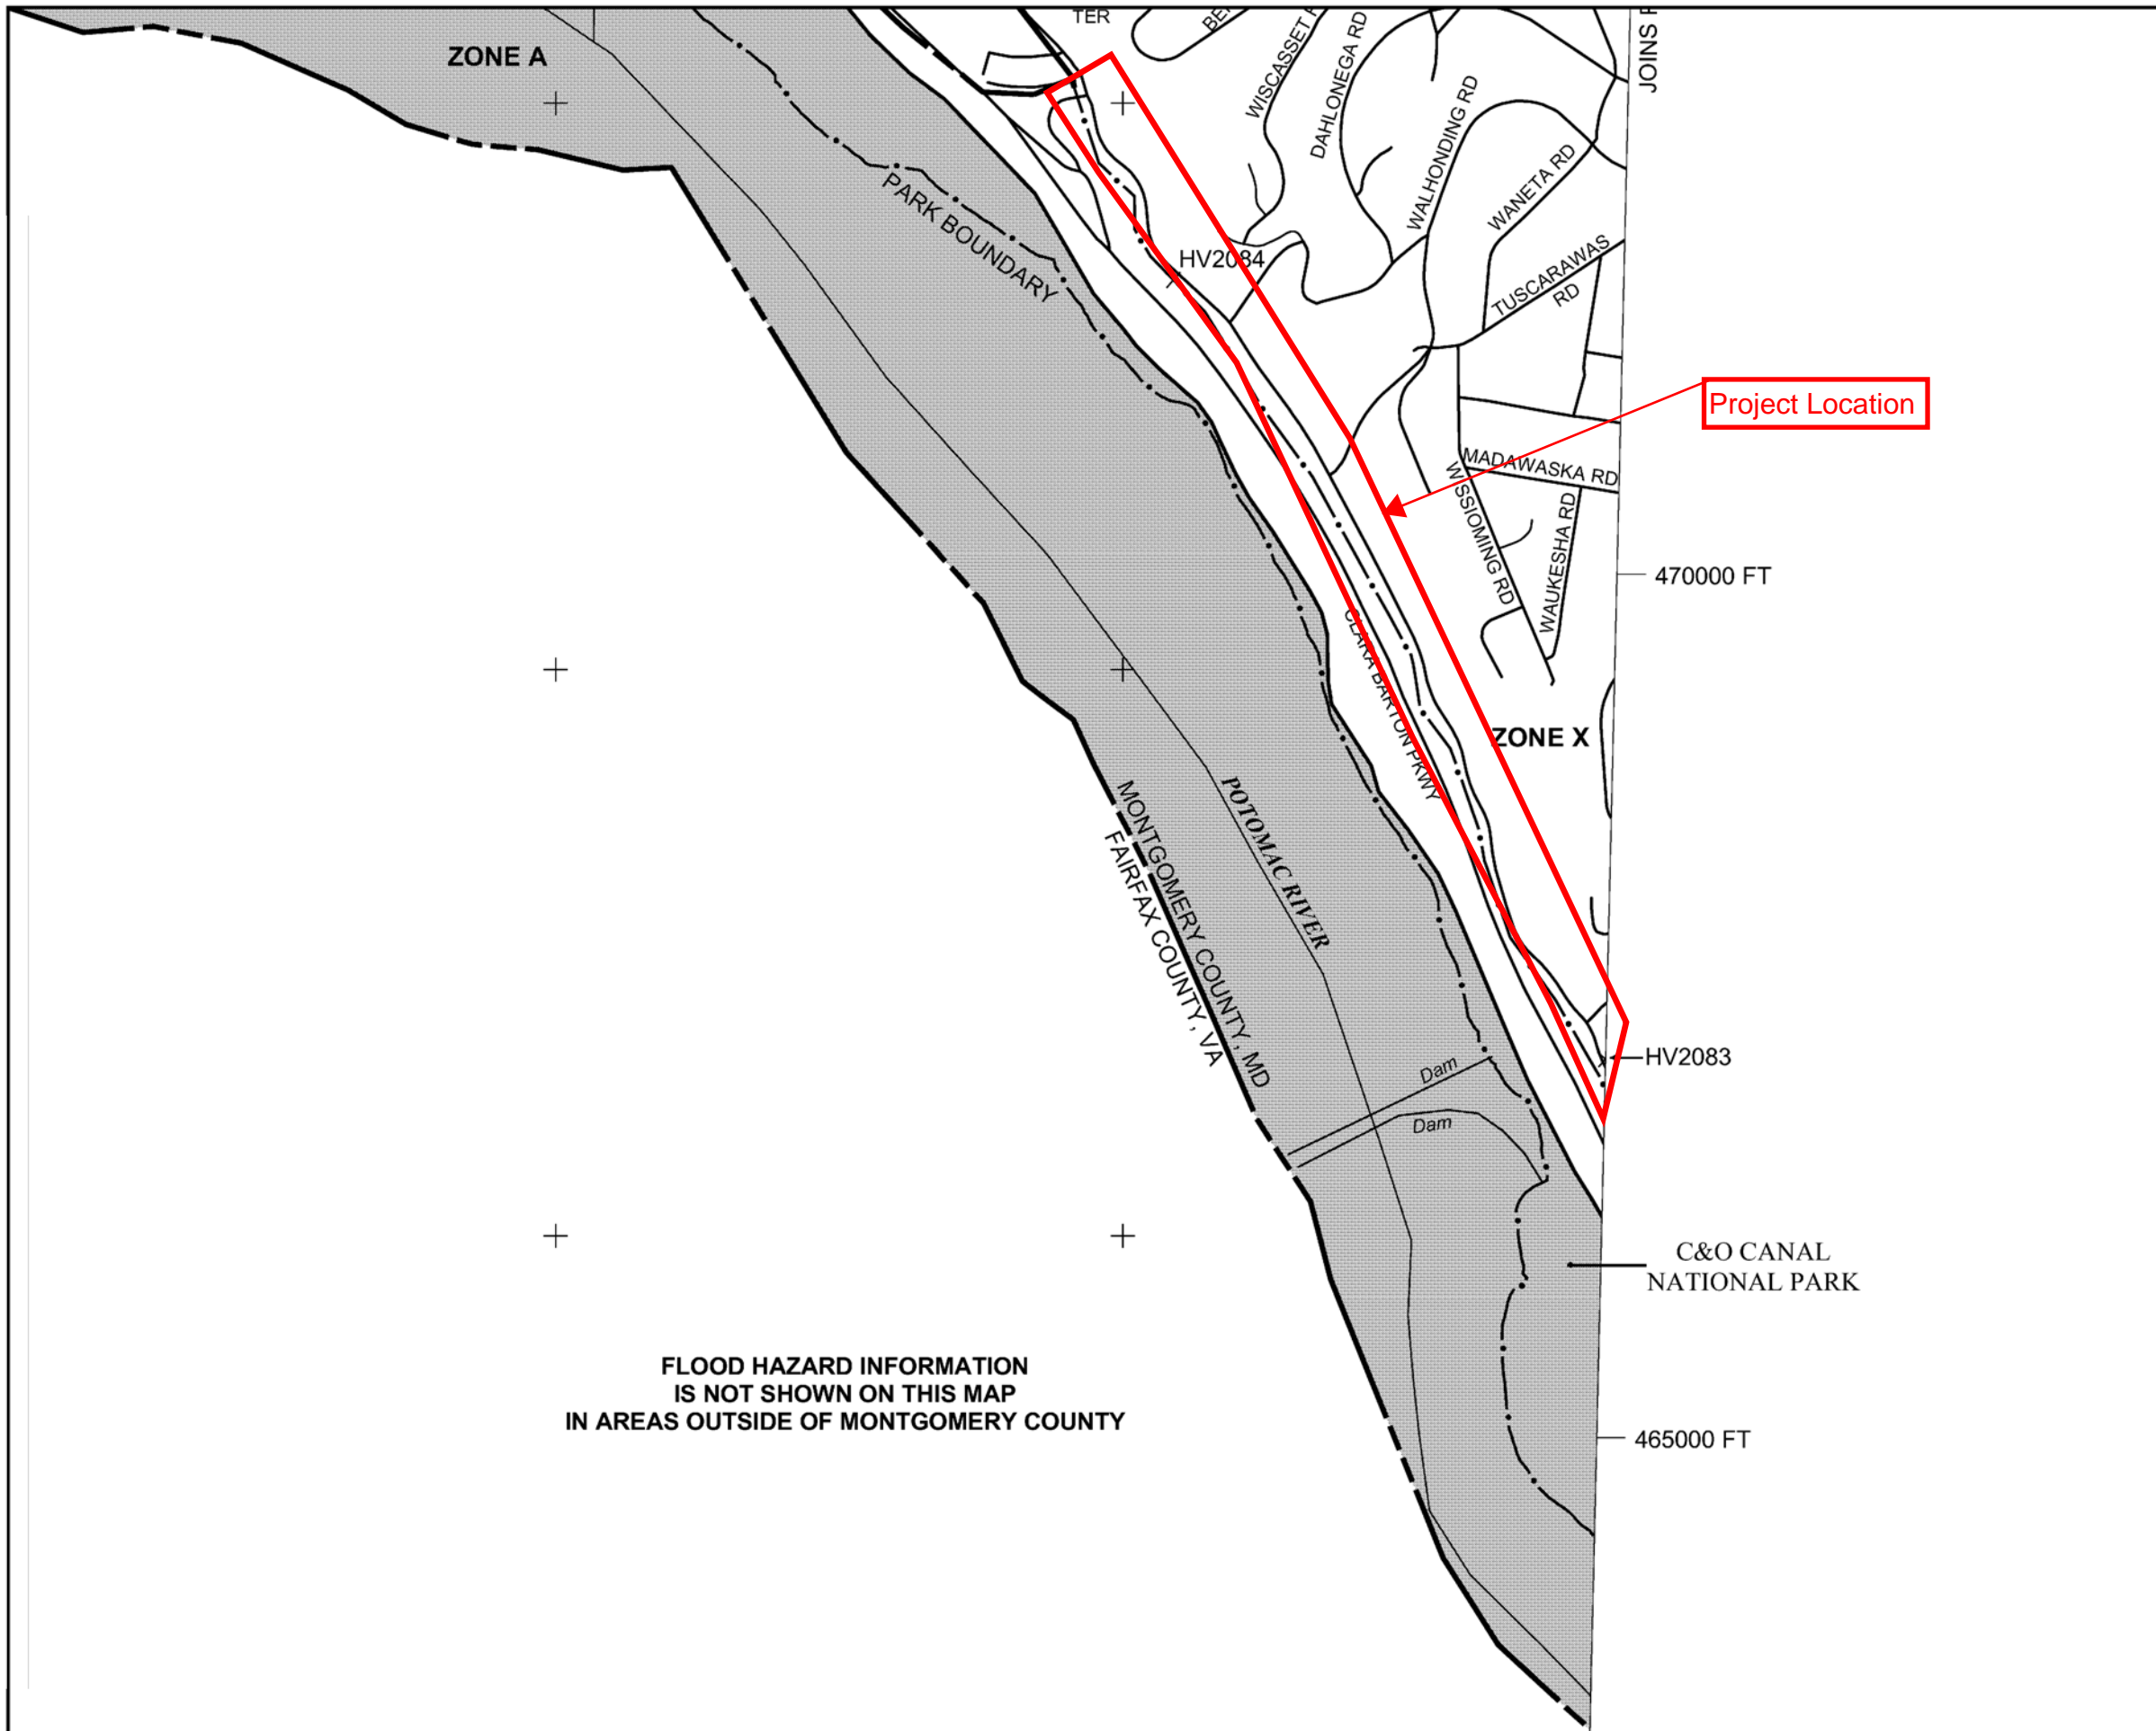 TER
WISCASSET
DAHLONEGA RD
JOINS
ZONE A
WALHONDING RD
WANETA RD
PARK BOUNDARY
HV2084
TUSCARAWAS
RD
Project Location
MADAWASKA RD
WISSIOMING RD
WAUKESHA RD
470000 FT
CLARA BARTON PKWY
ZONE X
POTOMAC RIVER
MONTGOMERY COUNTY, MD
FAIRFAX COUNTY, VA
HV2083
Dam
Dam
C&O CANAL
NATIONAL PARK
FLOOD HAZARD INFORMATION
IS NOT SHOWN ON THIS MAP
IN AREAS OUTSIDE OF MONTGOMERY COUNTY
465000 FT